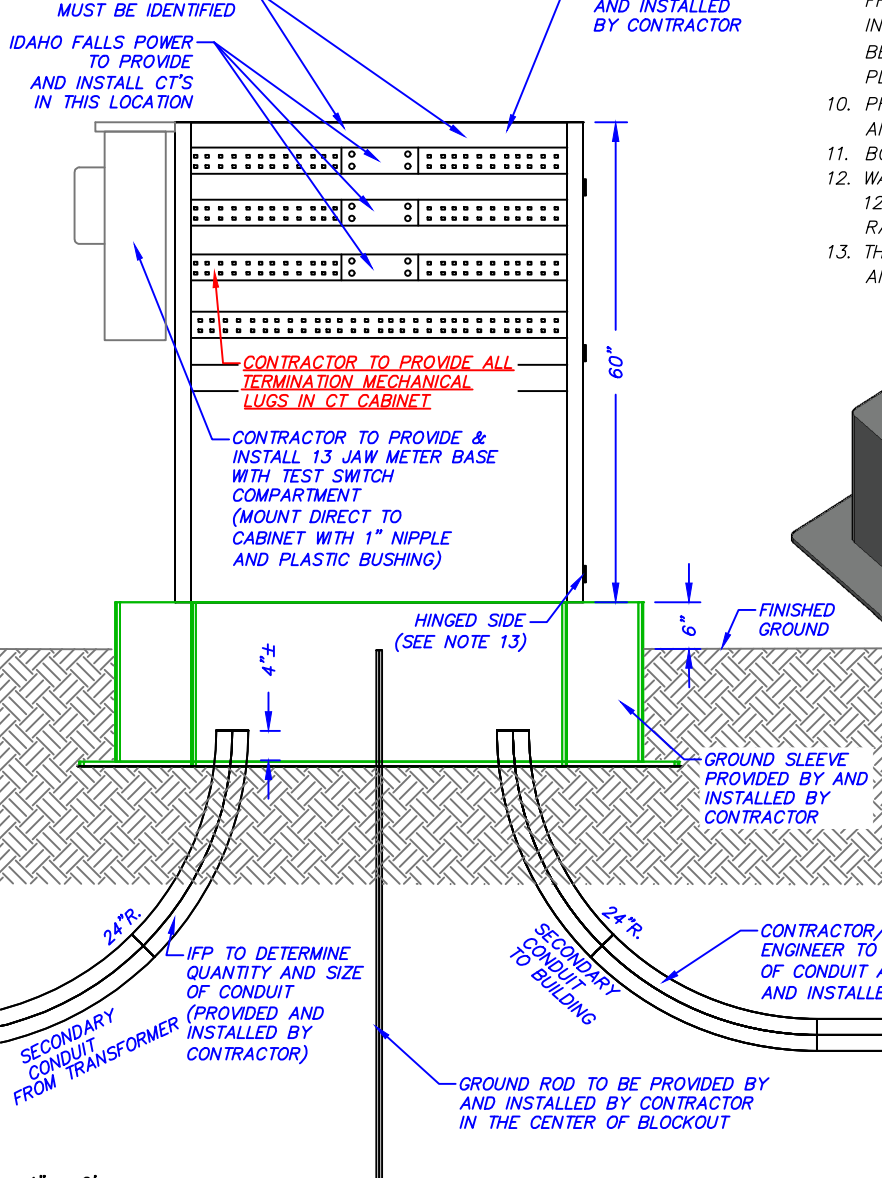 MUST BE IDENTIFIED
AND INSTALLED
BY CONTRACTOR
IDAHO FALLS POWER
TO PROVIDE
AND INSTALL CT'S
IN THIS LOCATION
10.
11.
12.
13.
60"
CONTRACTOR TO PROVIDE ALL
TERMINATION MECHANICAL
LUGS IN CT CABINET
CONTRACTOR TO PROVIDE &
INSTALL 13 JAW METER BASE
WITH TEST SWITCH
COMPARTMENT
(MOUNT DIRECT TO
CABINET WITH 1" NIPPLE
AND PLASTIC BUSHING)
HINGED SIDE
(SEE NOTE 13)
6"
FINISHED
GROUND
4"±
GROUND SLEEVE
PROVIDED BY AND
INSTALLED BY
CONTRACTOR
24"R.
IFP TO DETERMINE
QUANTITY AND SIZE
OF CONDUIT
(PROVIDED AND
INSTALLED BY
CONTRACTOR)
SECONDARY
CONDUIT
FROM TRANSFORMER
24"R.
SECONDARY
CONDUIT
TO BUILDING
CONTRACTOR/
ENGINEER TO
OF CONDUIT
AND
GROUND ROD TO BE PROVIDED BY
AND INSTALLED BY CONTRACTOR
IN THE CENTER OF BLOCKOUT